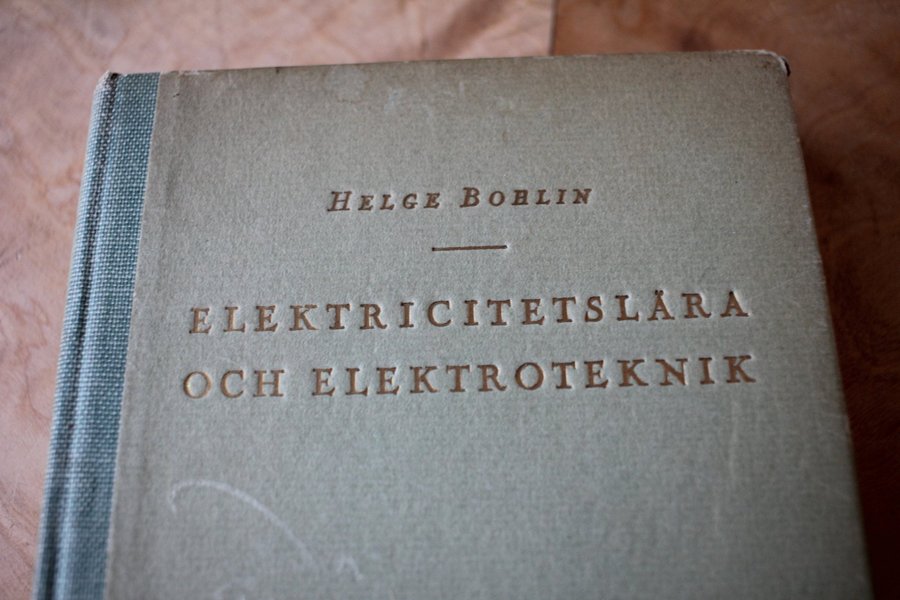 HELGE BOHLIN
ELEKTRICITETSLÄRA
OCH ELEKTROTEKNIK